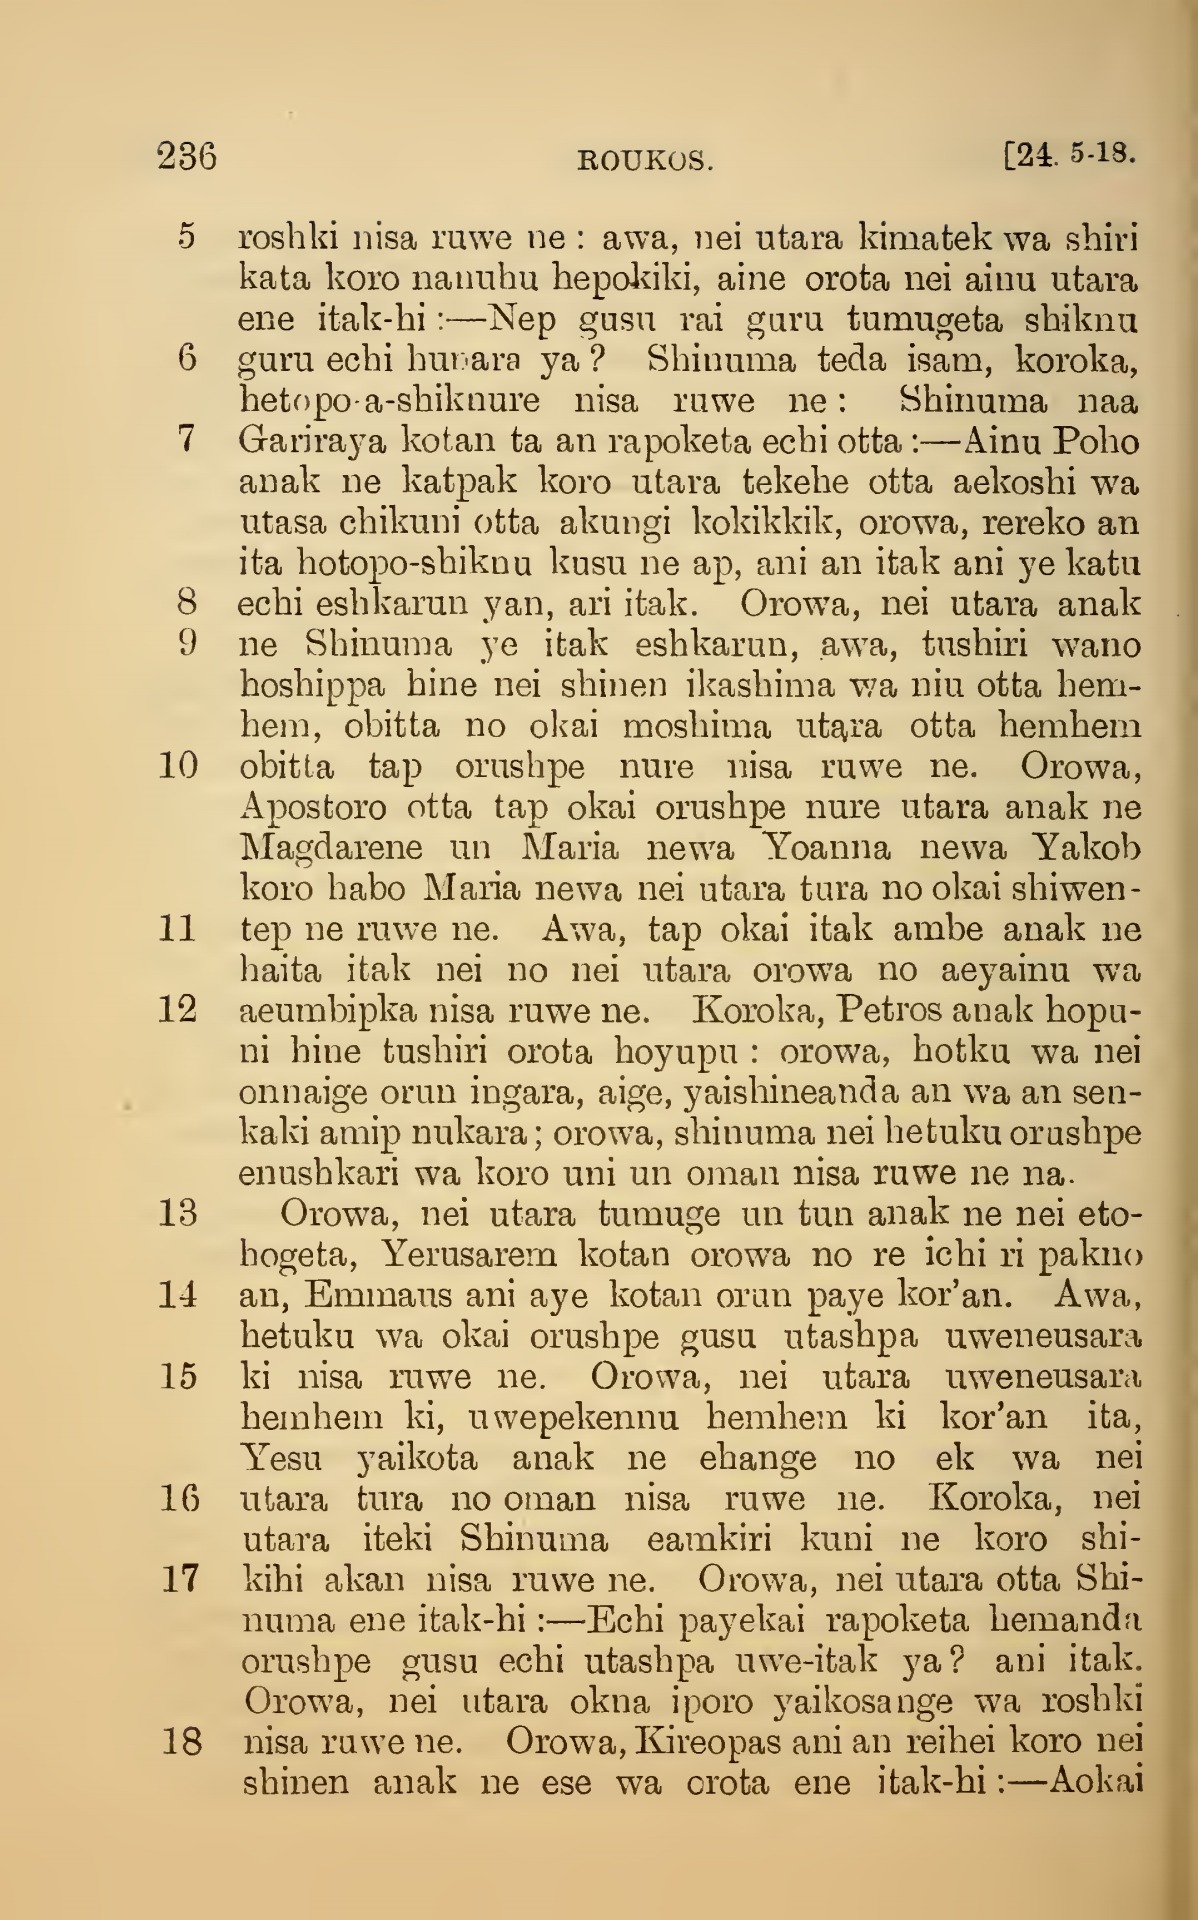 236 ROUKOS. [24. 5-18.
5 roshki nisa ruwe ne : awa, nei utara kimatek wa shiri
kata koro nanuhu hepokiki, aine orota nei ainu utara
ene itak-hi :—Nep gusu rai guru tumugeta shiknu
6 guru echi hunara ya ? Shinuma teda isam, koroka,
hetopo-a-shiknure nisa ruwe ne : Shinuma naa
7 Gariraya kotan ta an rapoketa echi otta :—Ainu Poho
anak ne katpak koro utara tekehe otta aekoshi wa
utasa chikuni otta akungi kokikkik, orowa, rereko an
ita hotopo-shiknu kusu ne ap, ani an itak ani ye katu
8 echi eshkarun yan, ari itak. Orowa, nei utara anak
9 ne Shinuma ye itak eshkarun, awa, tushiri wano
hoshippa hine nei shinen ikashima wa niu otta hem-
hem, obitta no okai moshima utara otta hemhem
10 obitta tap orushpe nure nisa ruwe ne. Orowa,
Apostoro otta tap okai orushpe nure utara anak ne
Magdarene un Maria newa Yoanna newa Yakob
koro habo Maria newa nei utara tura no okai shiwen-
11 tep ne ruwe ne. Awa, tap okai itak ambe anak ne
haita itak nei no nei utara orowa no aeyainu wa
12 aeumbipka nisa ruwe ne. Koroka, Petros anak hopu-
ni hine tushiri orota hoyupu : orowa, hotku wa nei
onnaige orun ingara, aige, yaishineanda an wa an sen-
kaki amip nukara ; orowa, shinuma nei hetuku orushpe
enushkari wa koro uni un oman nisa ruwe ne na.
13 Orowa, nei utara tumuge un tun anak ne nei eto-
hogeta, Yerusarem kotan orowa no re ichi ri pakno
14 an, Emmaus ani aye kotan orun paye kor'an. Awa,
hetuku wa okai orushpe gusu utashpa uweneusara
15 ki nisa ruwe ne. Orowa, nei utara uweneusara
hemhem ki, uwepekennu hemhem ki kor'an ita,
Yesu yaikota anak ne ehange no ek wa nei
16 utara tura no oman nisa ruwe ne. Koroka, nei
utara iteki Shinuma eamkiri kuni ne koro shi-
17 kihi akan nisa ruwe ne. Orowa, nei utara otta Shi-
numa ene itak-hi :—Echi payekai rapoketa hemanda
orushpe gusu echi utashpa uwe-itak ya ? ani itak.
Orowa, nei utara okna iporo yaikosange wa roshki
18 nisa ruwe ne. Orowa, Kireopas ani an reihei koro nei
shinen anak ne ese wa orota ene itak-hi :—Aokai